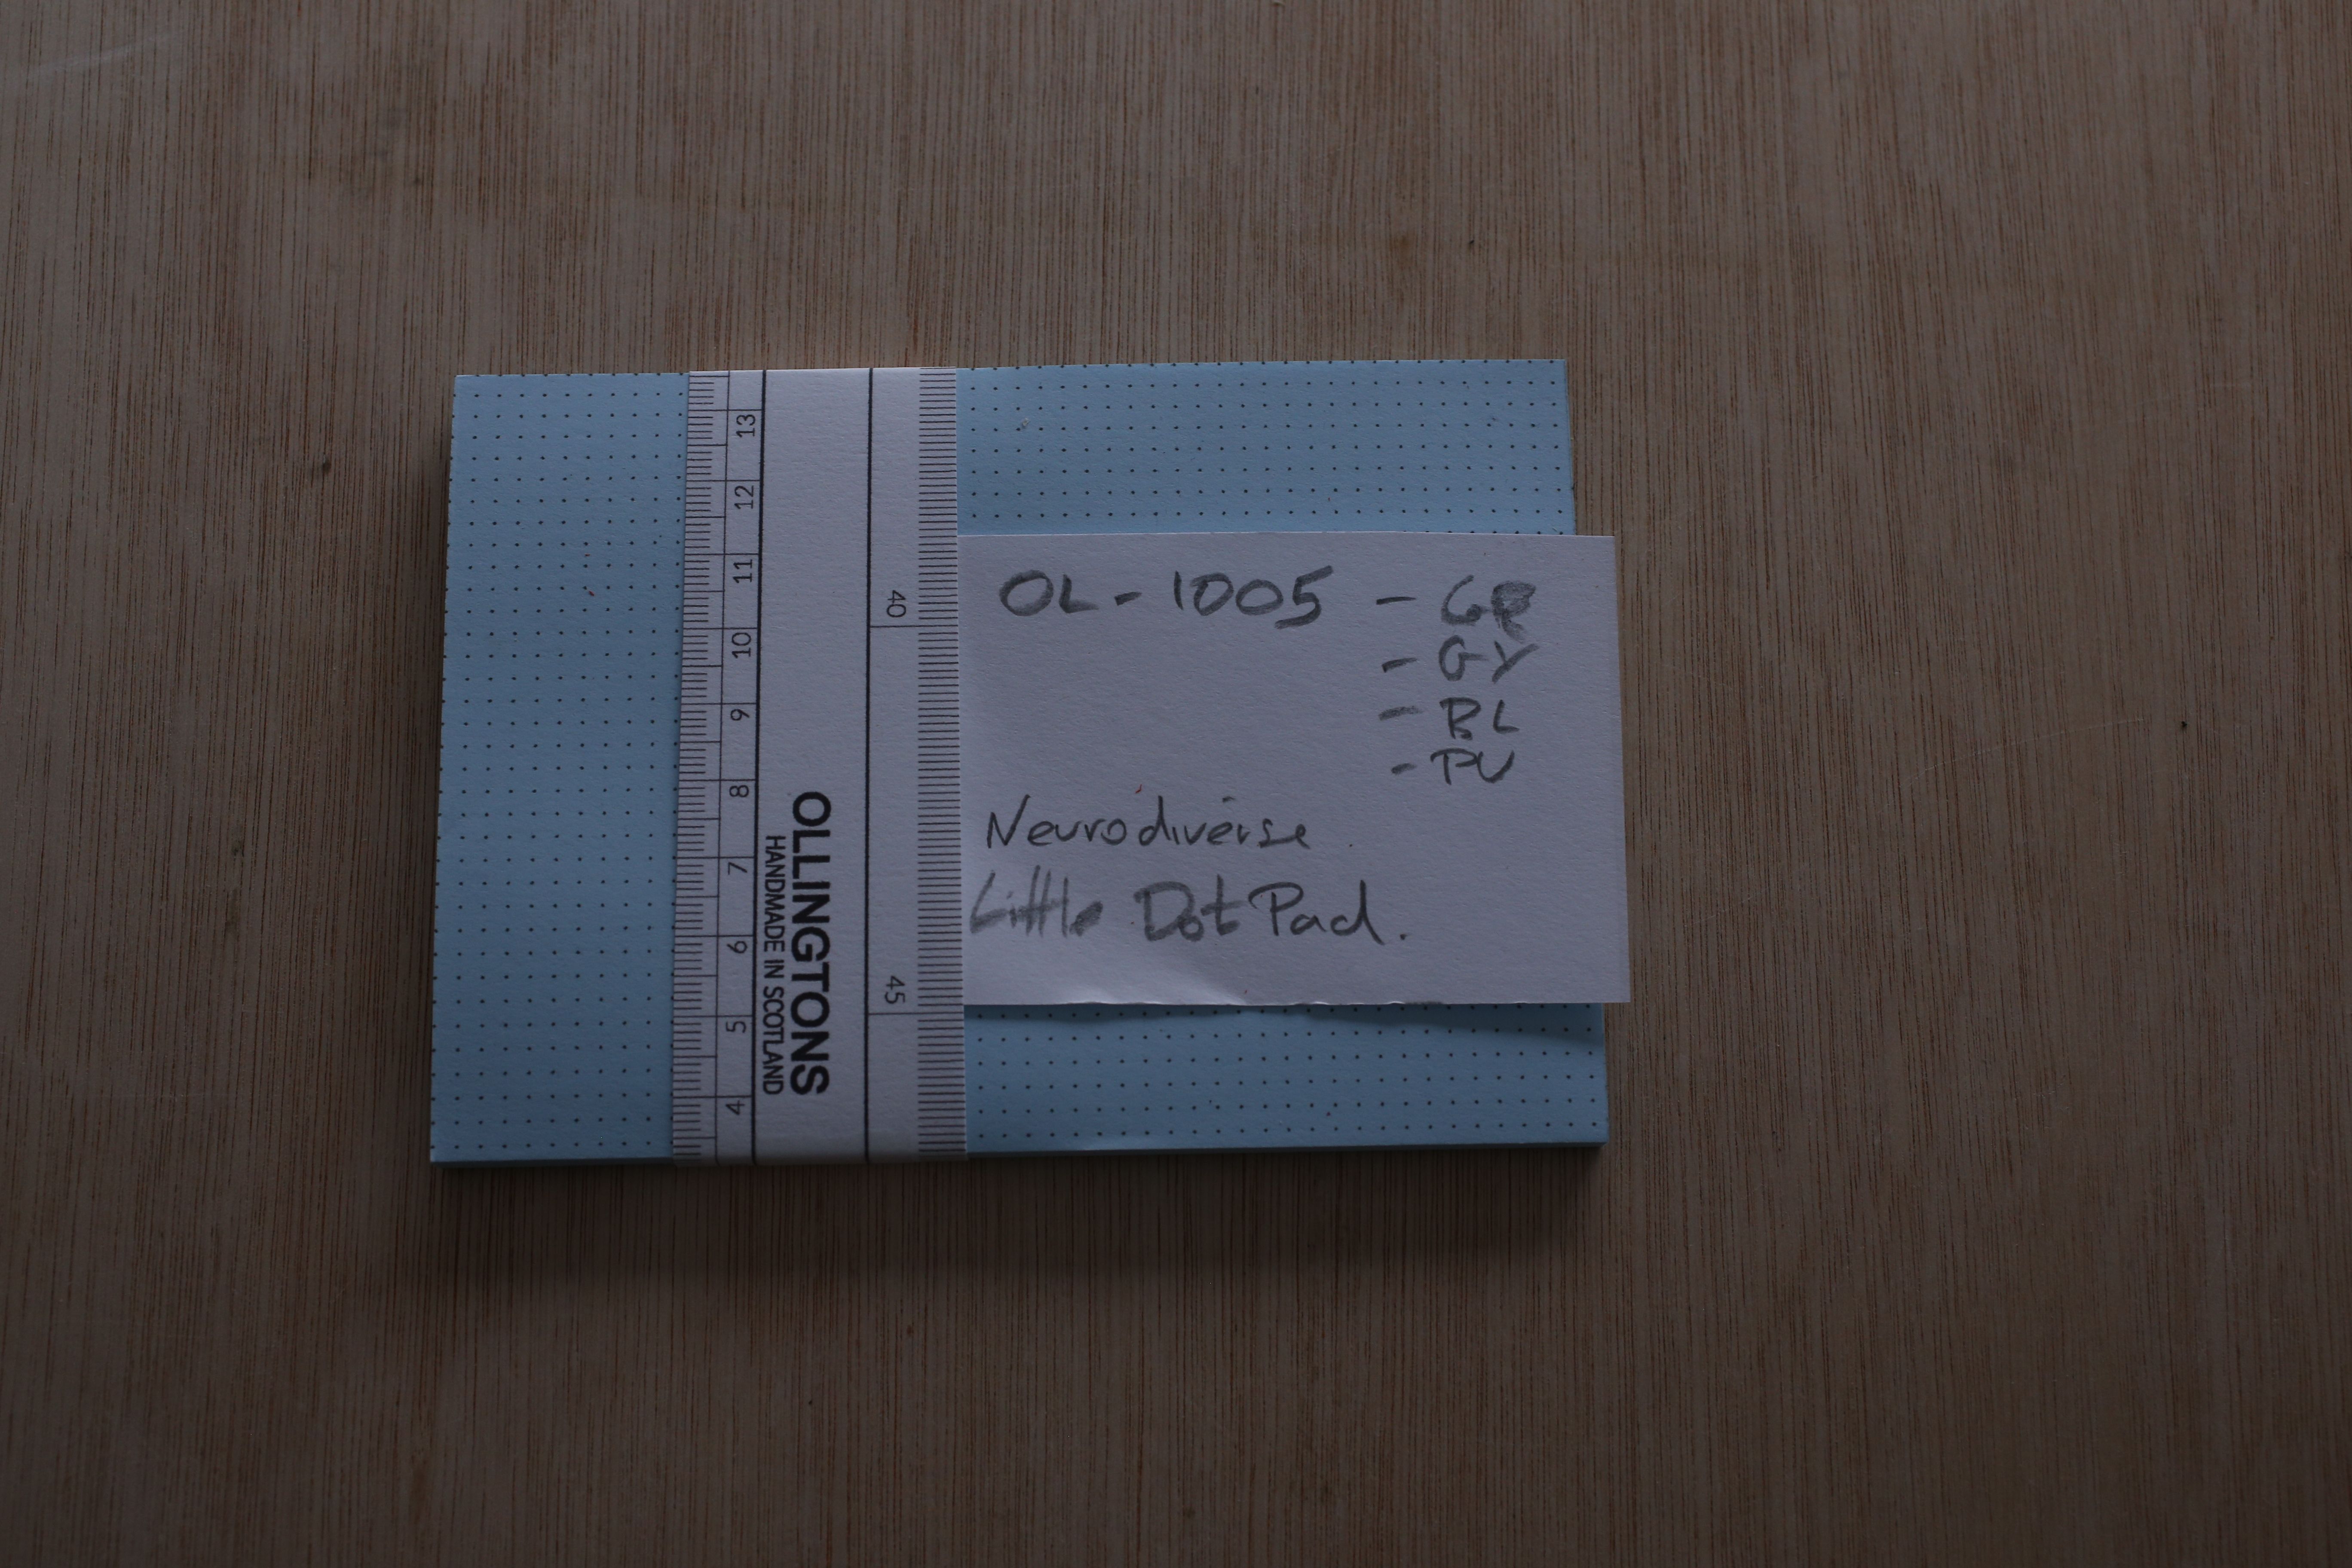 OL-1005 - GR
- GY
- BL
- PU
Neurodiverse
Little Dot Pad.
OLLINGTONS
HANDMADE IN SCOTLAND
13
12
11
10
9
8
7
6
5
4
40
45